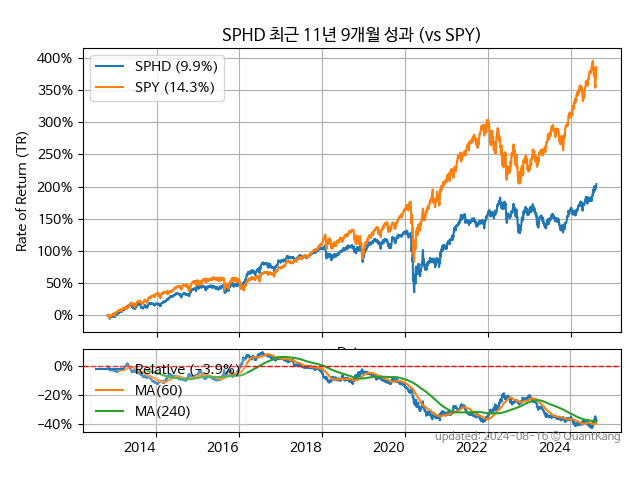 SPHD 최근 11년 9개월 성과 (vs SPY)
Rate of Return (TR)
400%
350%
300%
250%
200%
150%
100%
50%
0%
SPHD (9.9%)
SPY (14.3%)
0%
−20%
−40%
Relative (−3.9%)
MA(60)
MA(240)
2014
2016
2018
2020
2022
2024
updated: 2024-08-16 © QuantKang